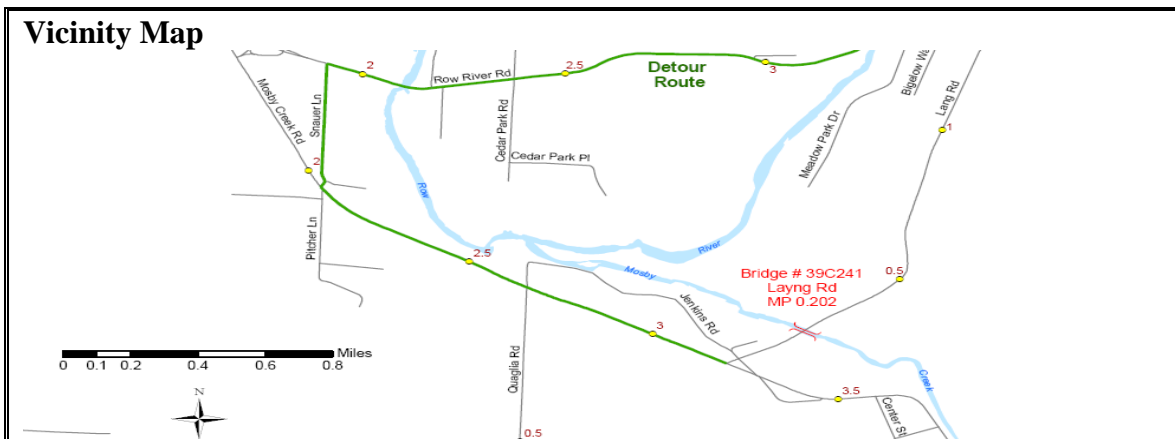 Vicinity Map
2
2.5
3
Row River Rd
Detour
Route
Bigelow Wa
Lang Rd
Mosby Creek Rd
Snauer Ln
Cedar Park Rd
Meadow Park Dr
1
Cedar Park Pl
2
Row
Pitcher Ln
River
2.5
Mosby
Bridge # 39C241
Layng Rd
MP 0.202
0.5
Jenkins Rd
3
Miles
0 0.1 0.2 0.4 0.6 0.8
Quaglia Rd
Creek
3.5
N
Center St
0.5